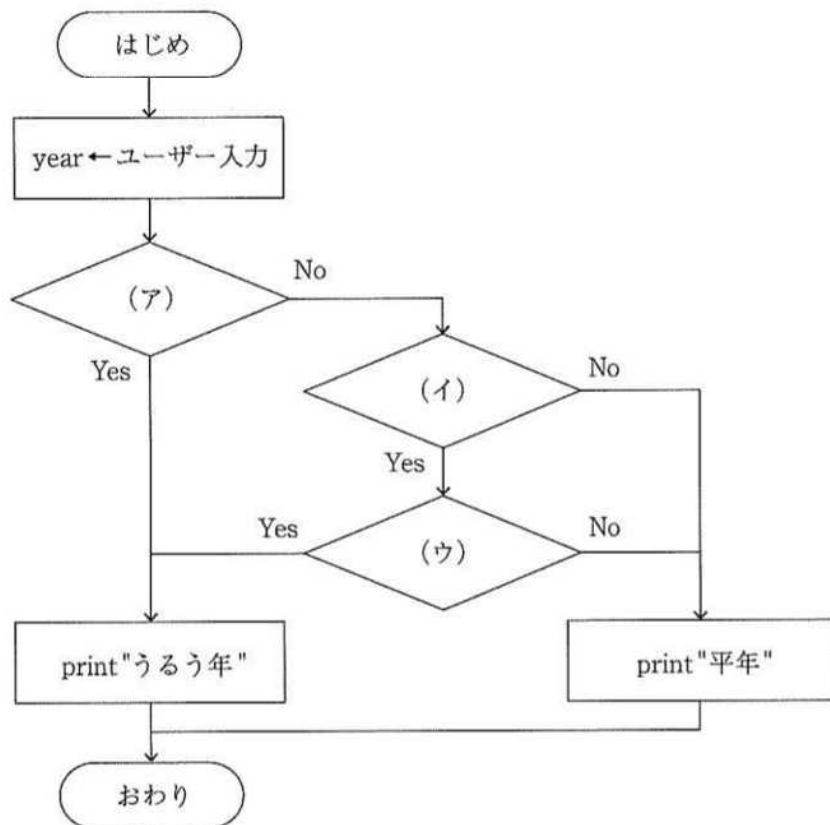 はじめ
year←ユーザー入力
(ア)
No
Yes
(イ)
No
Yes
(ウ)
Yes
No
print"うるう年"
print"平年"
おわり